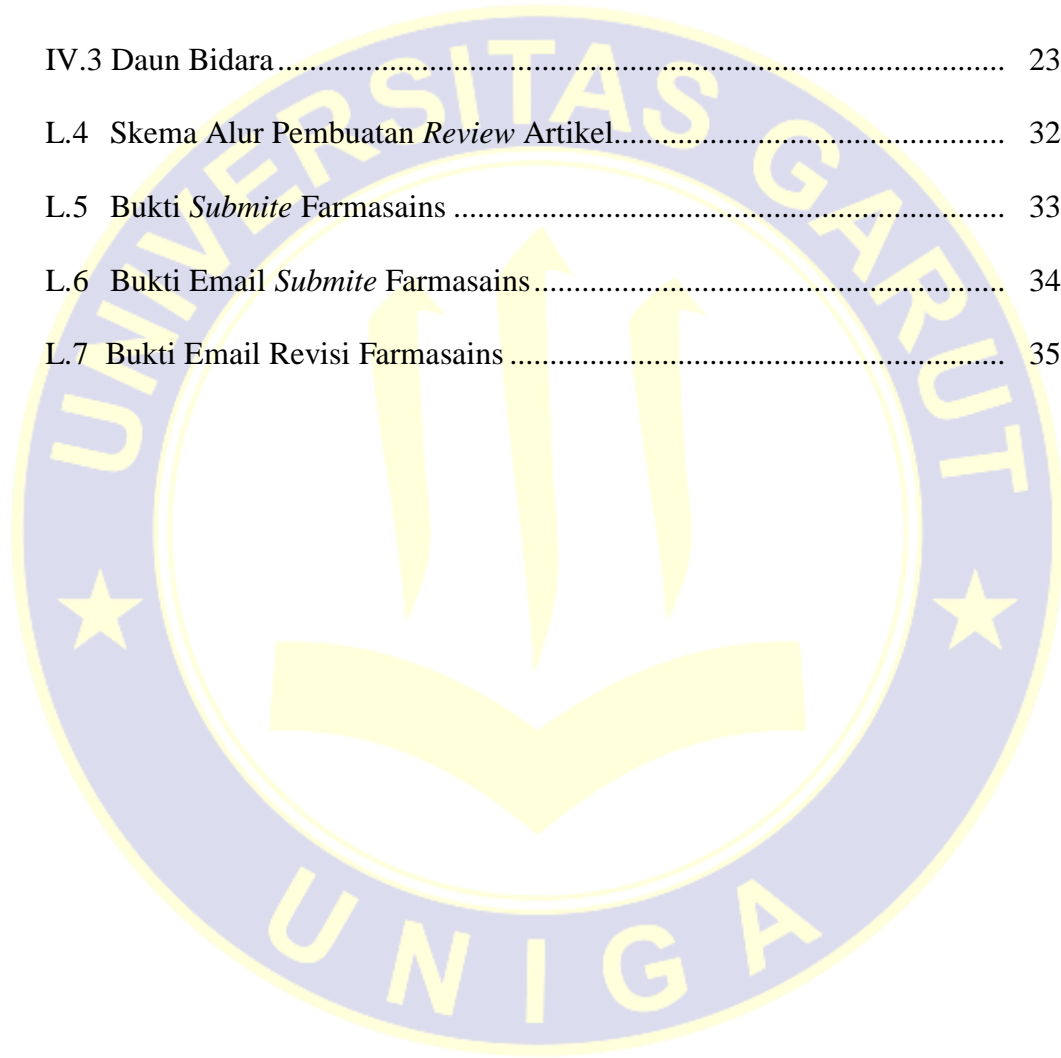 IV.3 Daun Bidara.......................................................................................... 23
L.4 Skema Alur Pembuatan Review Artikel................................................ 32
L.5 Bukti Submite Farmasains .................................................................... 33
L.6 Bukti Email Submite Farmasains.......................................................... 34
L.7 Bukti Email Revisi Farmasains ............................................................. 35
UNIVERSITAS GARUT
UNIGA